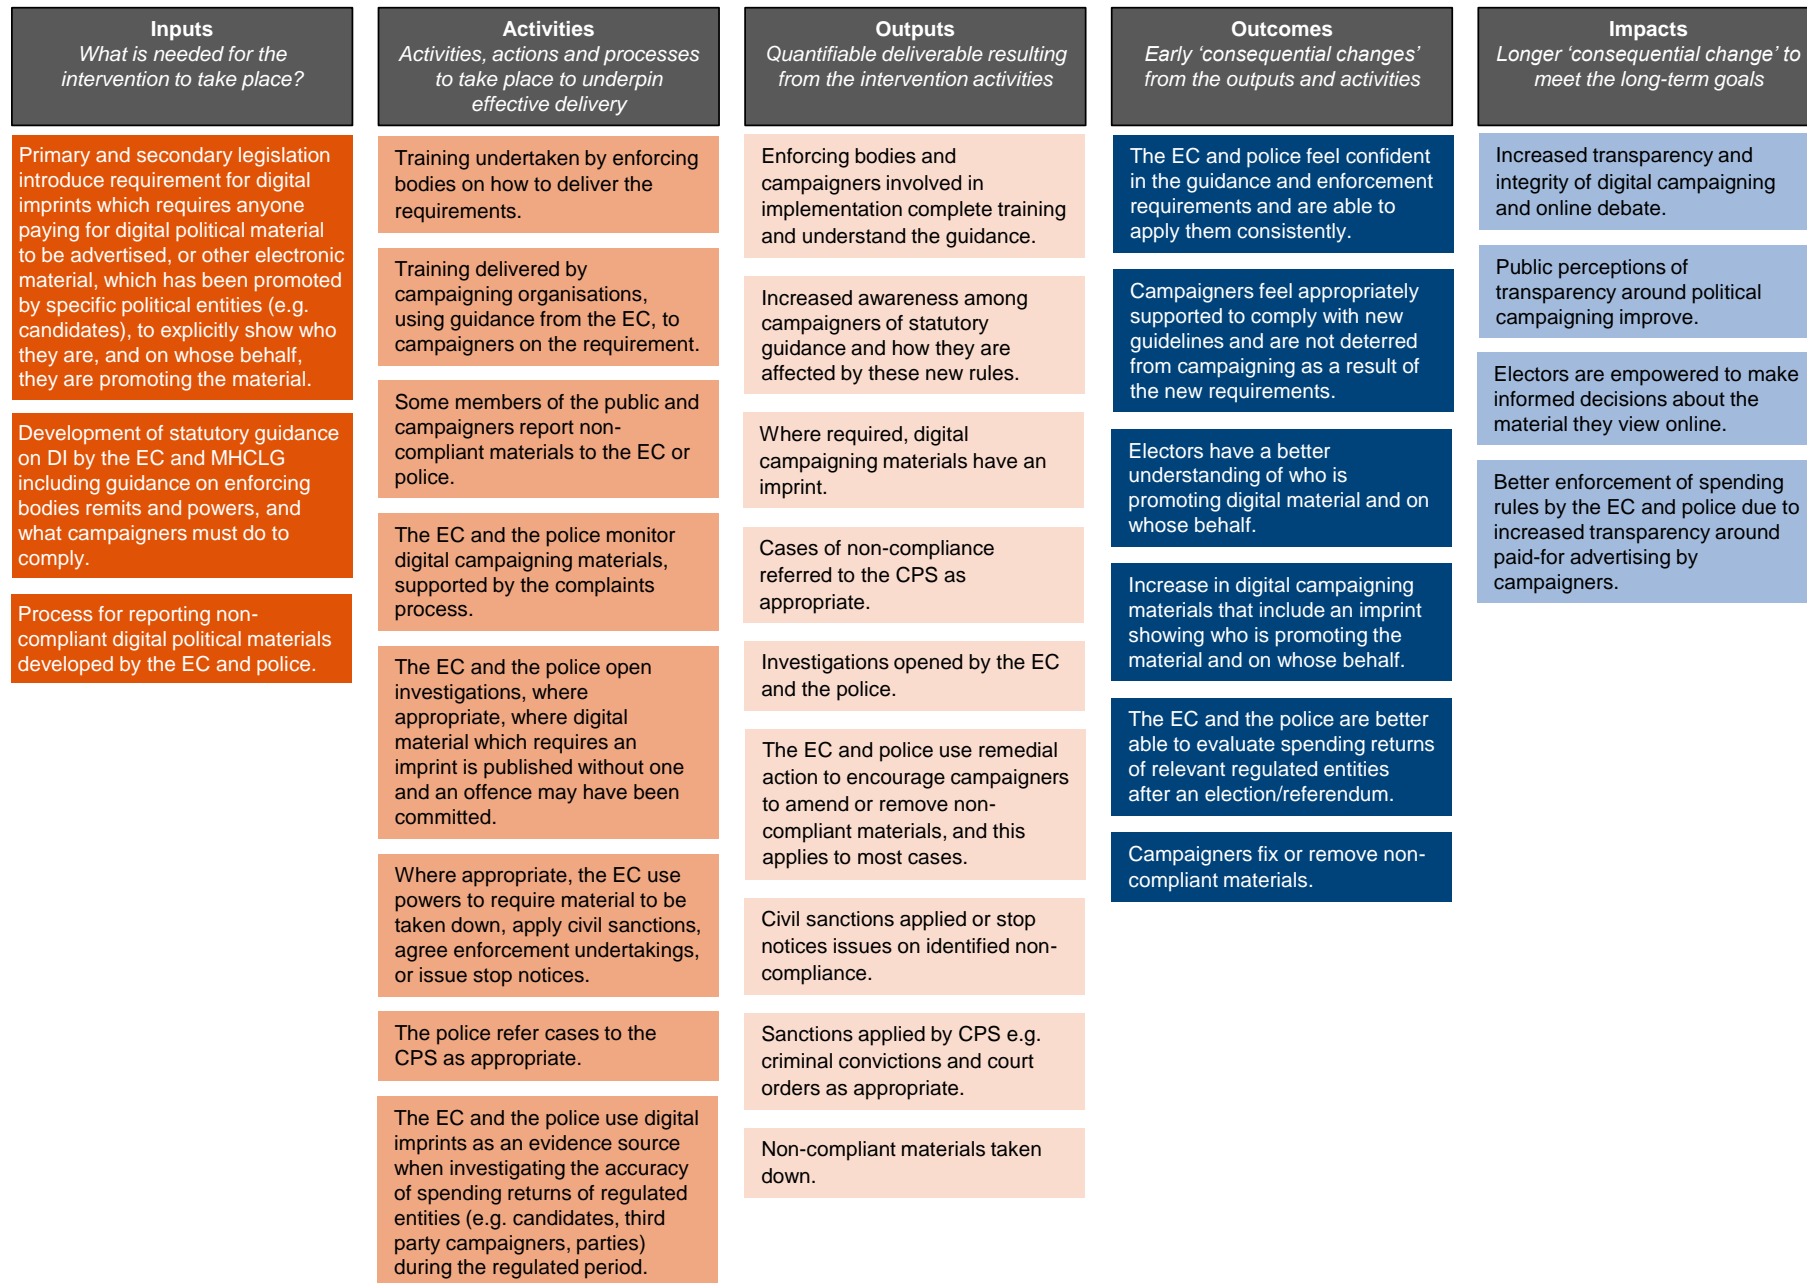 Inputs
What is needed for the
intervention to take place?
Primary and secondary legislation
introduce requirement for digital
imprints which requires anyone
paying for digital political material
to be advertised, or other electronic
material, which has been promoted
by specific political entities (e.g.
candidates), to explicitly show who
they are, and on whose behalf,
they are promoting the material.
Development of statutory guidance
on DI by the EC and MHCLG
including guidance on enforcing
bodies remits and powers, and
what campaigners must do to
comply.
Process for reporting non-
compliant digital political materials
developed by the EC and police.
Activities
Activities, actions and processes
to take place to underpin
effective delivery
Training undertaken by enforcing
bodies on how to deliver the
requirements.
Training delivered by
campaigning organisations,
using guidance from the EC, to
campaigners on the requirement.
Some members of the public and
campaigners report non-
compliant materials to the EC or
police.
The EC and the police monitor
digital campaigning materials,
supported by the complaints
process.
The EC and the police open
investigations, where
appropriate, where digital
material which requires an
imprint is published without one
and an offence may have been
committed.
Where appropriate, the EC use
powers to require material to be
taken down, apply civil sanctions,
agree enforcement undertakings,
or issue stop notices.
The police refer cases to the
CPS as appropriate.
The EC and the police use digital
imprints as an evidence source
when investigating the accuracy
of spending returns of regulated
entities (e.g. candidates, third
party campaigners, parties)
during the regulated period.
Outputs
Quantifiable deliverable resulting
from the intervention activities
Enforcing bodies and
campaigners involved in
implementation complete training
and understand the guidance.
Increased awareness among
campaigners of statutory
guidance and how they are
affected by these new rules.
Where required, digital
campaigning materials have an
imprint.
Cases of non-compliance
referred to the CPS as
appropriate.
Investigations opened by the EC
and the police.
The EC and police use remedial
action to encourage campaigners
to amend or remove non-
compliant materials, and this
applies to most cases.
Civil sanctions applied or stop
notices issues on identified non-
compliance.
Sanctions applied by CPS e.g.
criminal convictions and court
orders as appropriate.
Non-compliant materials taken
down.
Outcomes
Early ‘consequential changes’
from the outputs and activities
The EC and police feel confident
in the guidance and enforcement
requirements and are able to
apply them consistently.
Campaigners feel appropriately
supported to comply with new
guidelines and are not deterred
from campaigning as a result of
the new requirements.
Electors have a better
understanding of who is
promoting digital material and on
whose behalf.
Increase in digital campaigning
materials that include an imprint
showing who is promoting the
material and on whose behalf.
The EC and the police are better
able to evaluate spending returns
of relevant regulated entities
after an election/referendum.
Campaigners fix or remove non-
compliant materials.
Impacts
Longer ‘consequential change’ to
meet the long-term goals
Increased transparency and
integrity of digital campaigning
and online debate.
Public perceptions of
transparency around political
campaigning improve.
Electors are empowered to make
informed decisions about the
material they view online.
Better enforcement of spending
rules by the EC and police due to
increased transparency around
paid-for advertising by
campaigners.